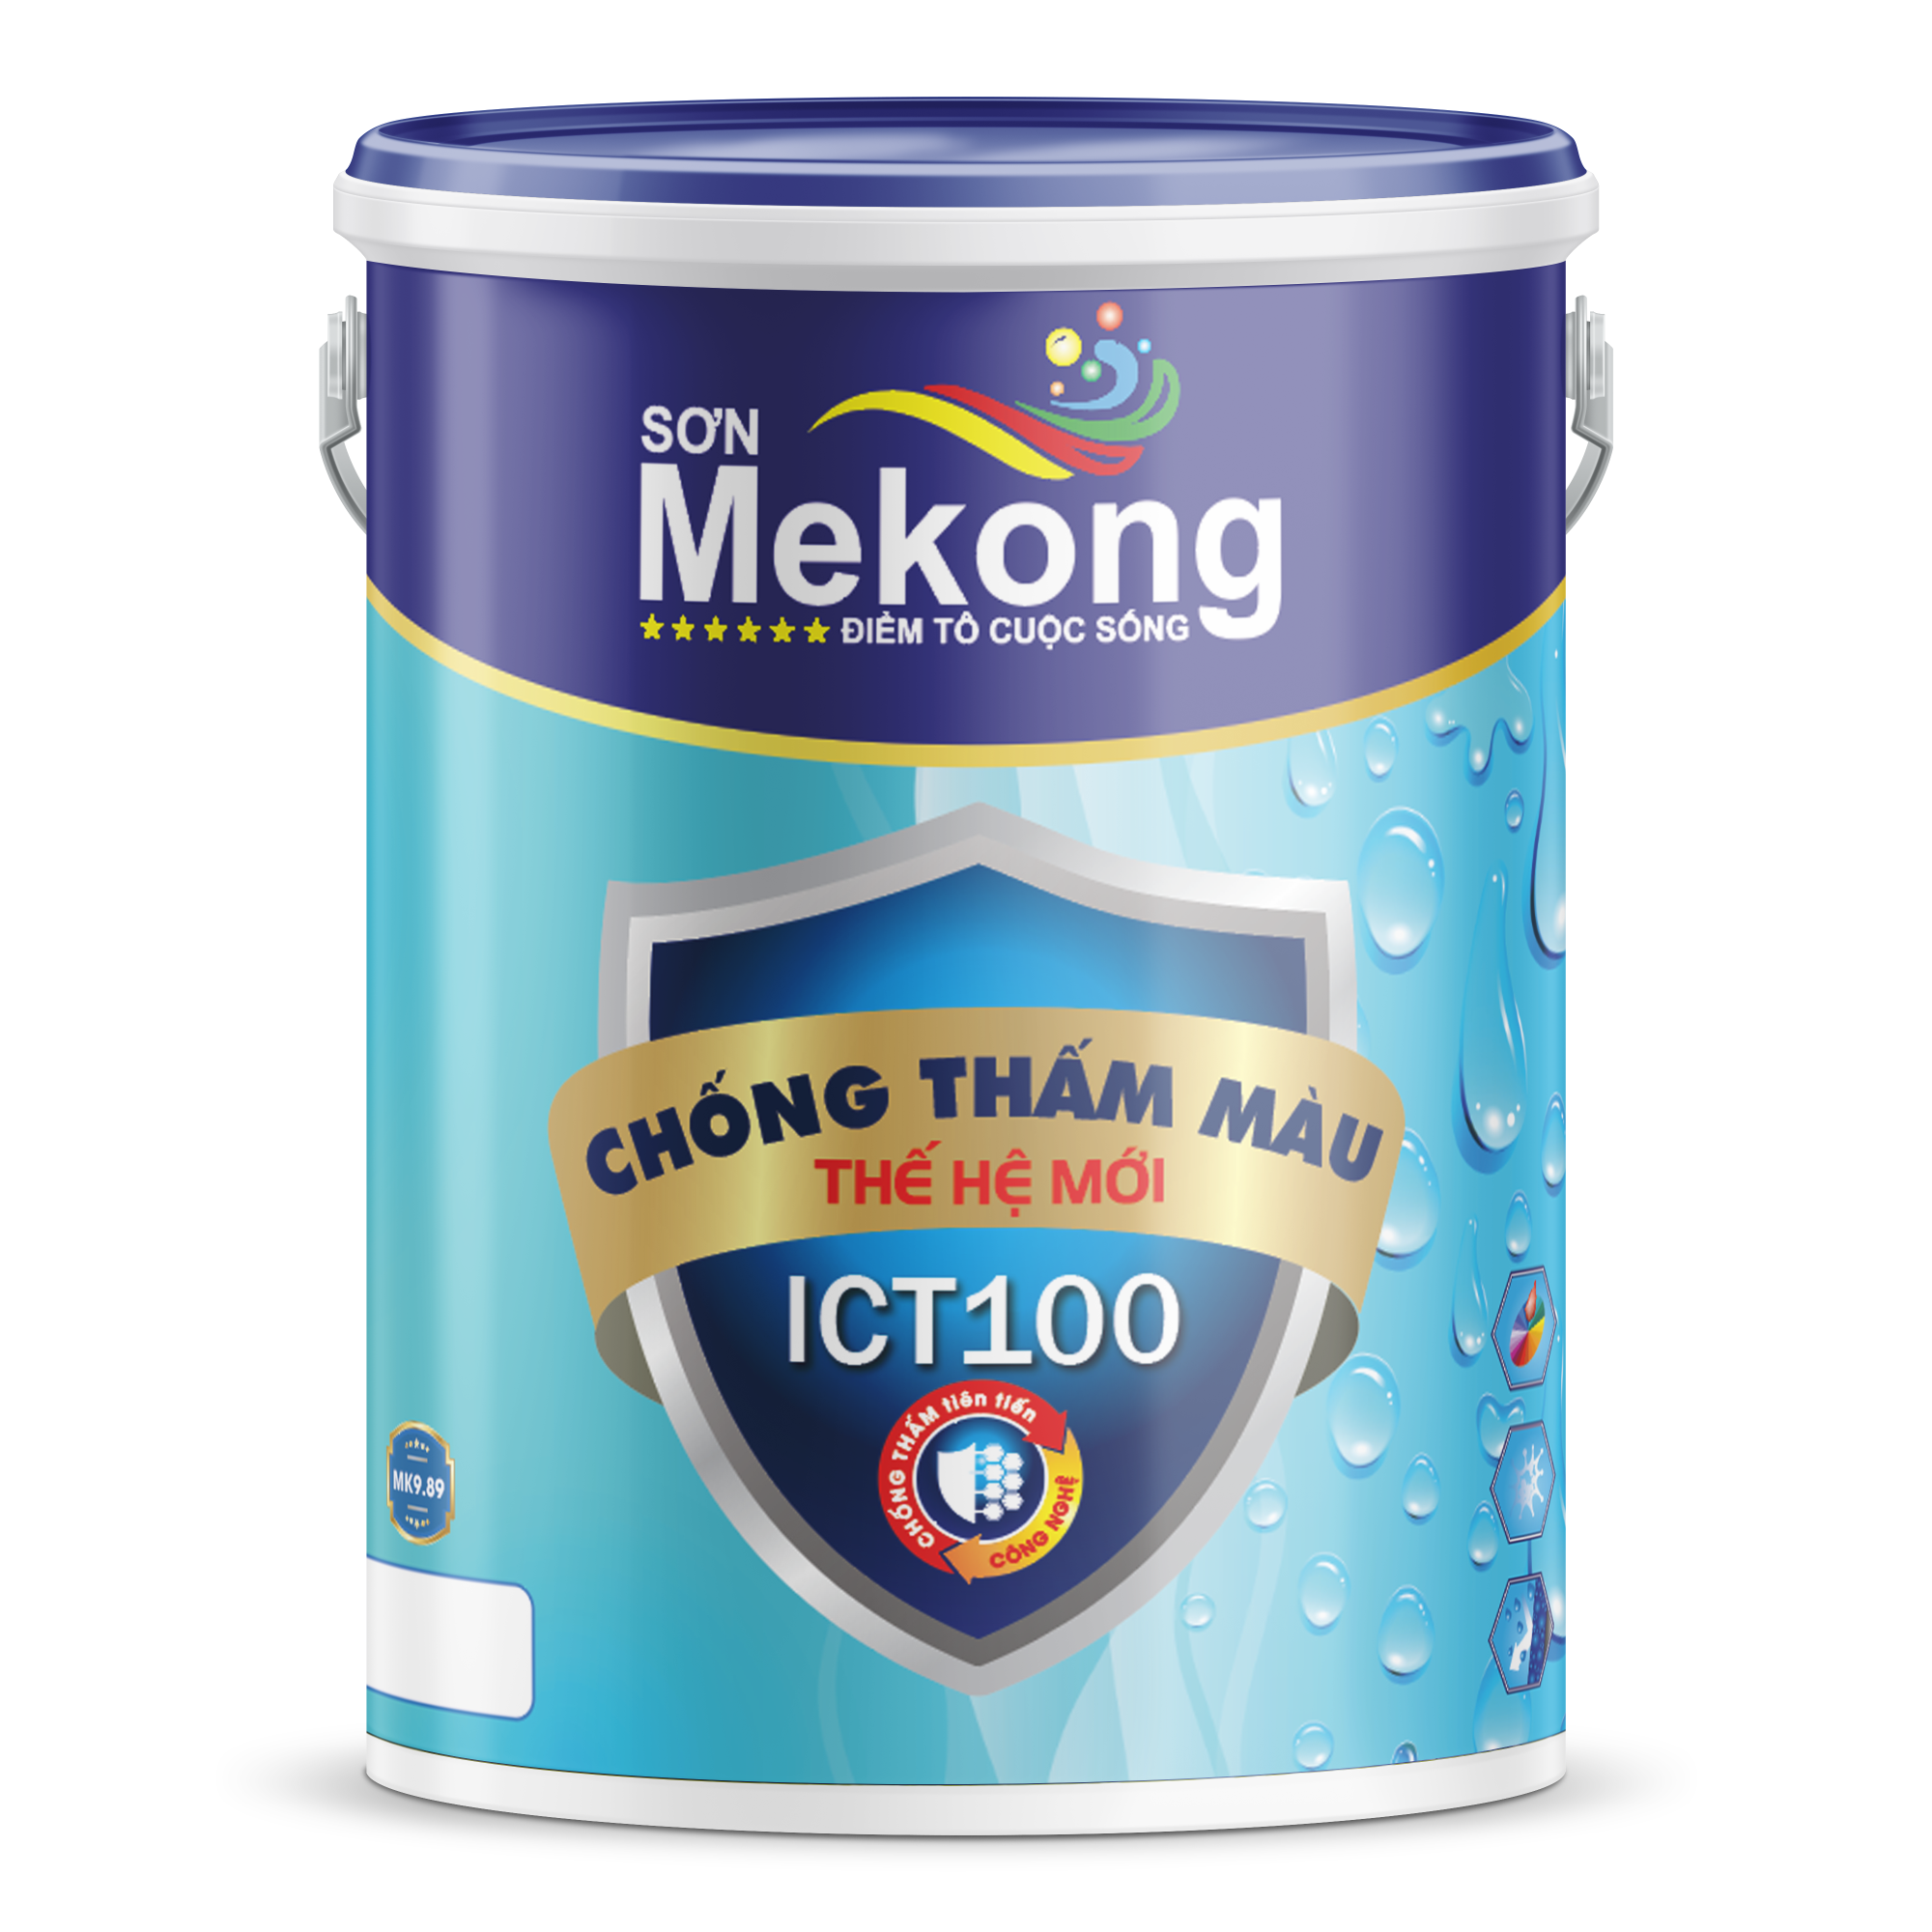 SƠN
Mekong
ĐIỂM TÔ CUỘC SỐNG
CHỐNG THẤM MÀU
THẾ HỆ MỚI
ICT100
CHỐNG THẤM tiên tiến
CÔNG NGHỆ
MK9.89